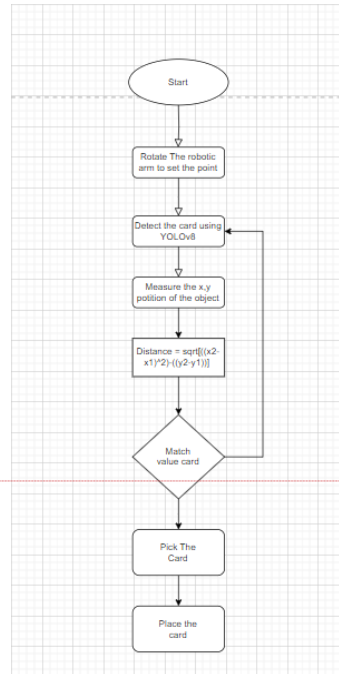 Start
Rotate The robotic
arm to set the point
Detect the card using
YOLOv8
Measure the x,y
potition of the object
Distance = sqrt[((x2-
x1)^2)-((y2-y1))]
Match
value card
Pick The
Card
Place the
card